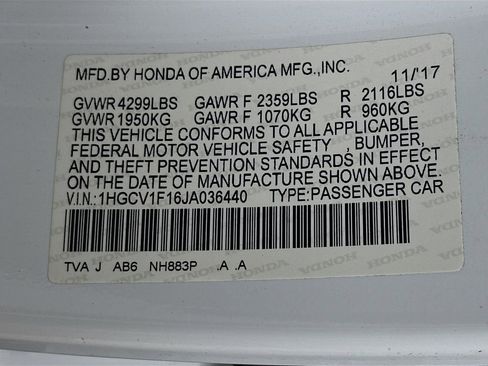 MFD.BY HONDA OF AMERICA MFG.,INC. 11/'17
GVWR 4299LBS GAWR F 2359LBS R 2116LBS
GVWR 1950KG GAWR F 1070KG R 960KG
THIS VEHICLE CONFORMS TO ALL APPLICABLE
FEDERAL MOTOR VEHICLE SAFETY , BUMPER,
AND THEFT PREVENTION STANDARDS IN EFFECT
ON THE DATE OF MANUFACTURE SHOWN ABOVE.
V.I.N.:1HGCV1F16JA036440 TYPE:PASSENGER CAR
TVA J AB6 NH883P .A .A